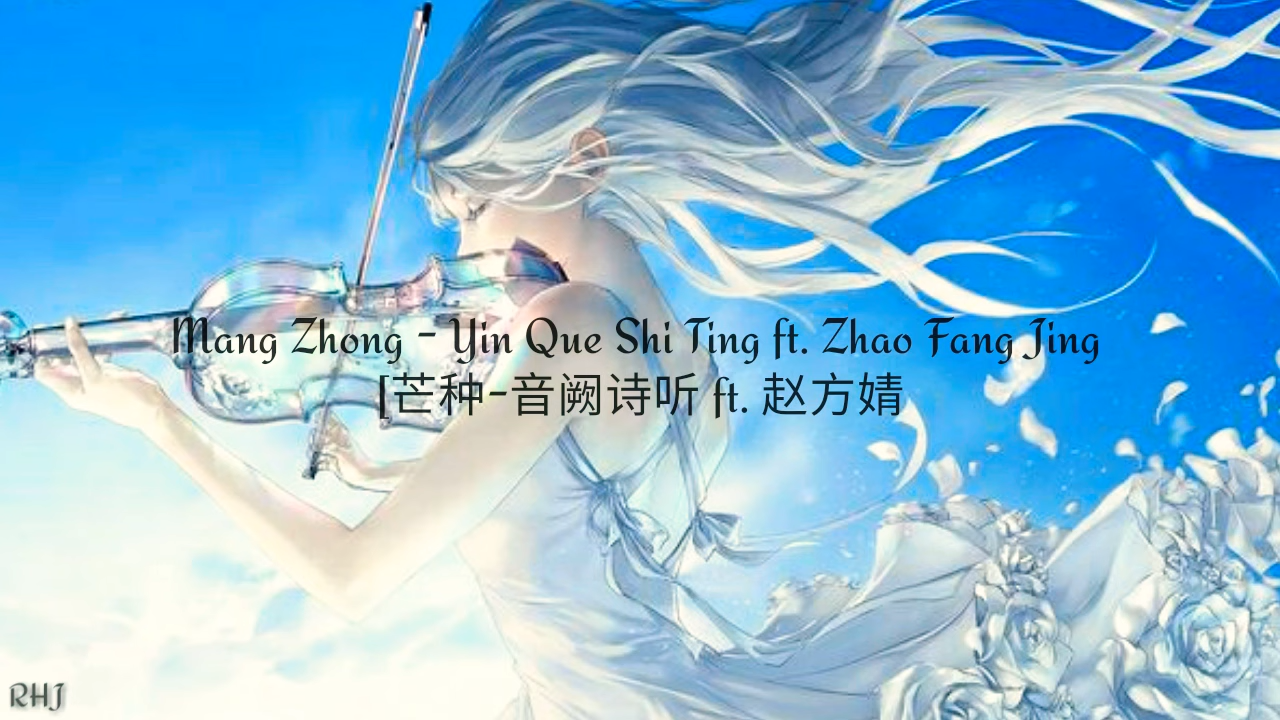 Mang Zhong - Yin Que Shi Ting ft. Zhao Fang Jing
[芒种-音阙诗听 ft. 赵方婧
RHJ